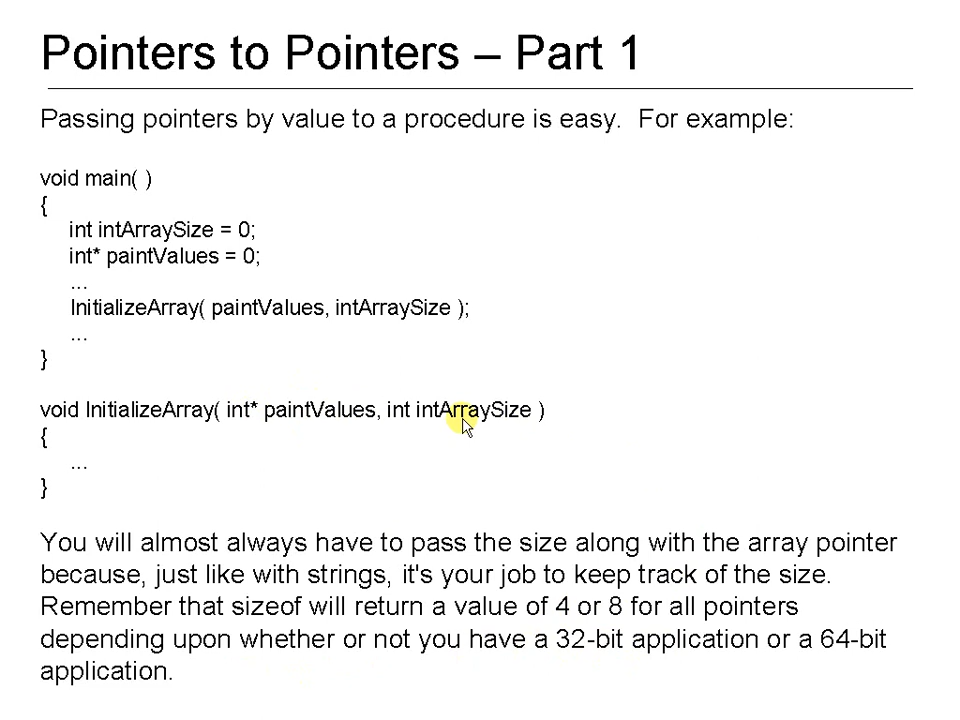 Pointers to Pointers – Part 1
Passing pointers by value to a procedure is easy.  For example:
void main( )
{
int intArraySize = 0;
int* paintValues = 0;
...
InitializeArray( paintValues, intArraySize );
...
}
void InitializeArray( int* paintValues, int intArraySize )
{
...
}
You will almost always have to pass the size along with the array pointer
because, just like with strings, it's your job to keep track of the size.
Remember that sizeof will return a value of 4 or 8 for all pointers
depending upon whether or not you have a 32-bit application or a 64-bit
application.